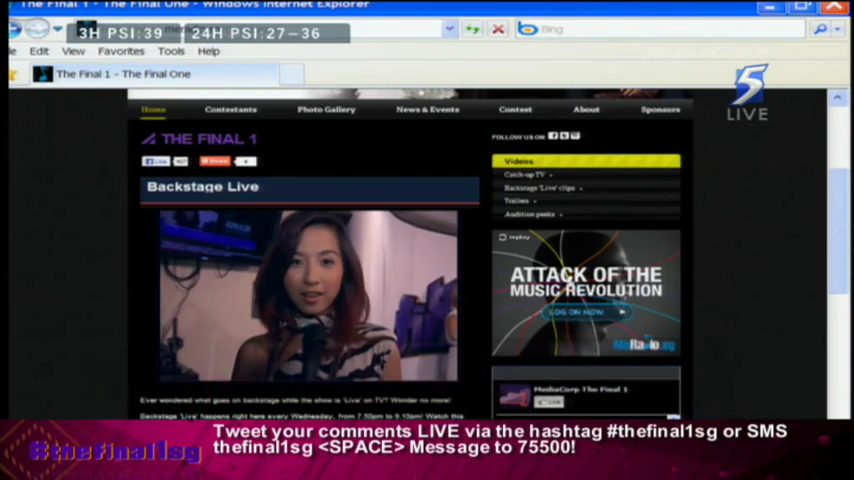 The Final 1 - The Final One - Windows Internet Explorer
3H PSI:39
24H PSI:27-36
Bing
Edit View Favorites Tools Help
The Final 1 - The Final One
5
LIVE
Home Contestants Photo Gallery News & Events Contest About Sponsors
THE FINAL 1
FOLLOW US ON
Like
Share
4
Backstage Live
Videos
Catch-up TV
Backstage 'Live' clips
Trailers
Audition peeks
replay
ATTACK OF THE
MUSIC REVOLUTION
LOG ON NOW
MeRadio.sg
MediaCorp The Final 1
Like
Ever wondered what goes on backstage while the show is 'Live' on TV? Wonder no more!
Backstage 'Live' happens right here every Wednesday, from 7.50pm to 9.10pm! Watch this
#thefinal1sg
Tweet your comments LIVE via the hashtag #thefinal1sg or SMS
thefinal1sg <SPACE> Message to 75500!